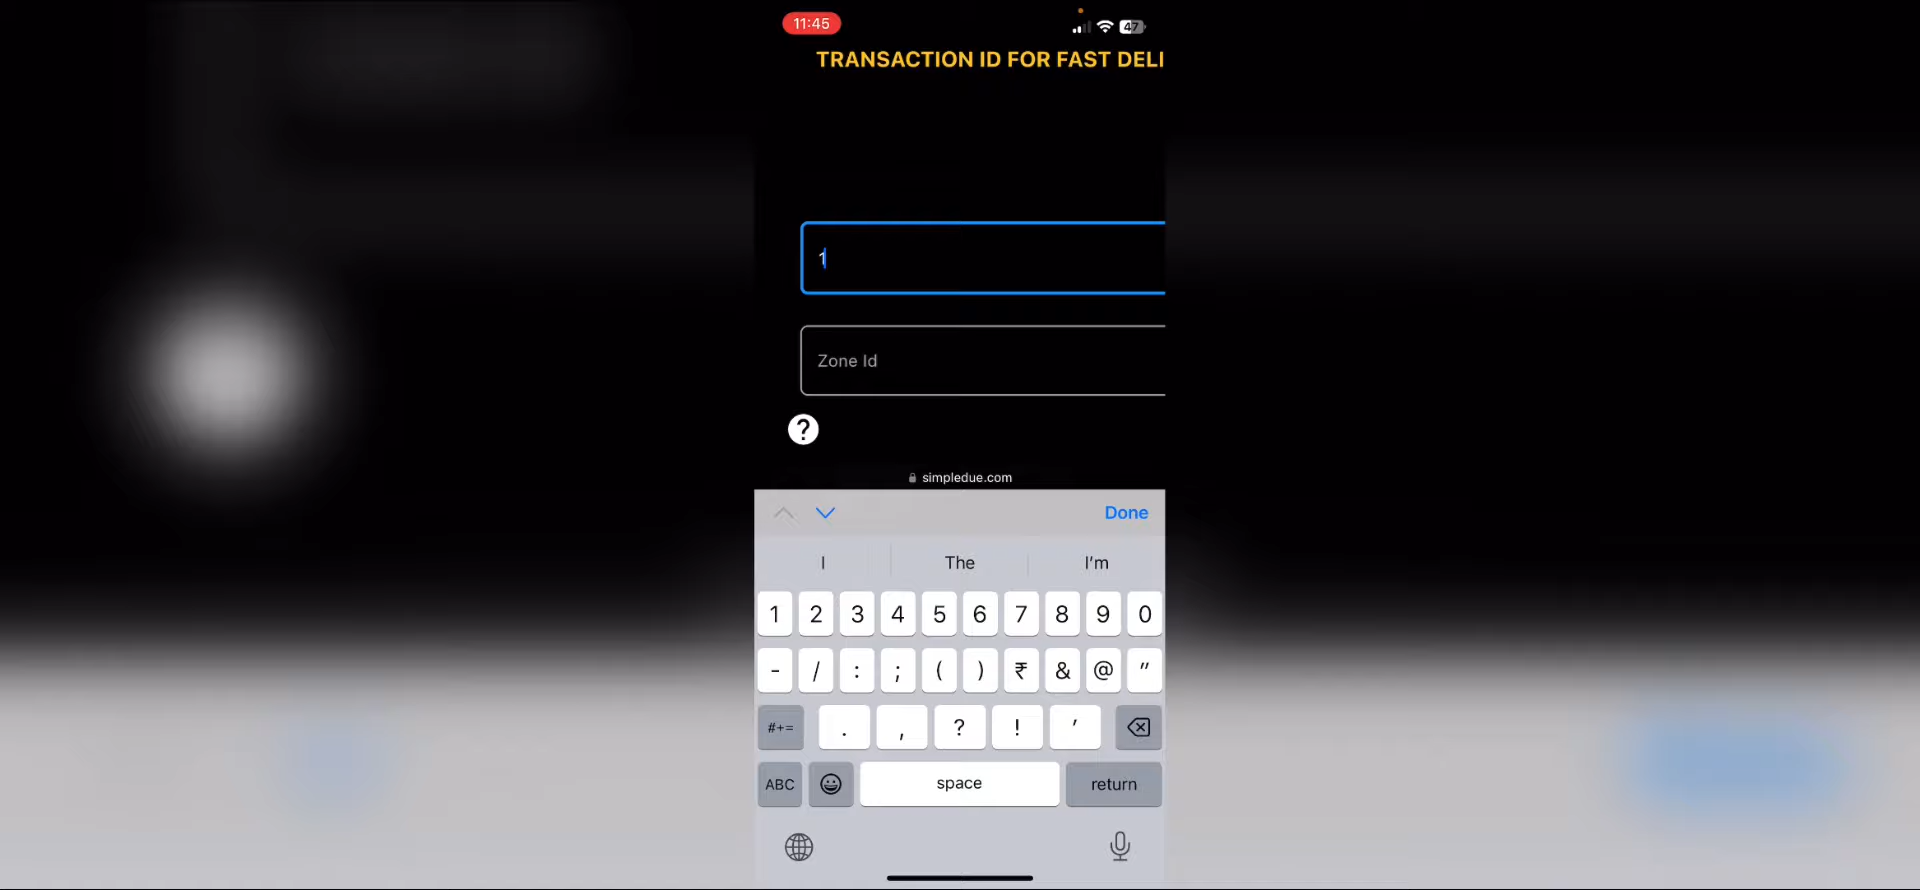 11:45
47
TRANSACTION ID FOR FAST DELI
1
Zone Id
?
simpledue.com
Done
I The I'm
1 2 3 4 5 6 7 8 9 0
- / : ; ( ) ₹ & @ "
#+= . , ? ! '
ABC space return